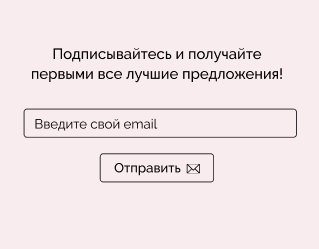 Подписывайтесь и получайте
первыми все лучшие предложения!
Введите свой email
Отправить